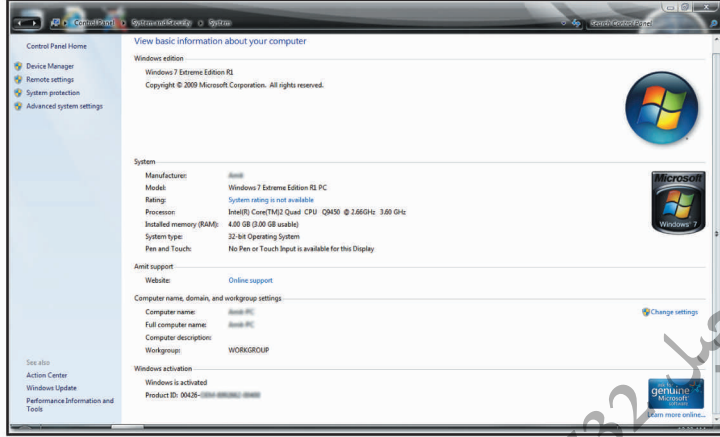 Control Panel ▸ System and Security ▸ System
Search Control Panel
Control Panel Home
Device Manager
Remote settings
System protection
Advanced system settings
See also
Action Center
Windows Update
Performance Information and
Tools
View basic information about your computer
Windows edition
Windows 7 Extreme Edition R1
Copyright © 2009 Microsoft Corporation. All rights reserved.
System
Manufacturer:
Model: Windows 7 Extreme Edition R1 PC
Rating: System rating is not available
Processor: Intel(R) Core(TM)2 Quad CPU Q9450 @ 2.66GHz 3.60 GHz
Installed memory (RAM): 4.00 GB (3.00 GB usable)
System type: 32-bit Operating System
Pen and Touch: No Pen or Touch Input is available for this Display
Microsoft
Windows 7
Amit support
Website: Online support
Computer name, domain, and workgroup settings
Computer name:
Change settings
Full computer name:
Computer description:
Workgroup: WORKGROUP
Windows activation
Windows is activated
Product ID: 00426-
genuine
Microsoft
software
Learn more online...